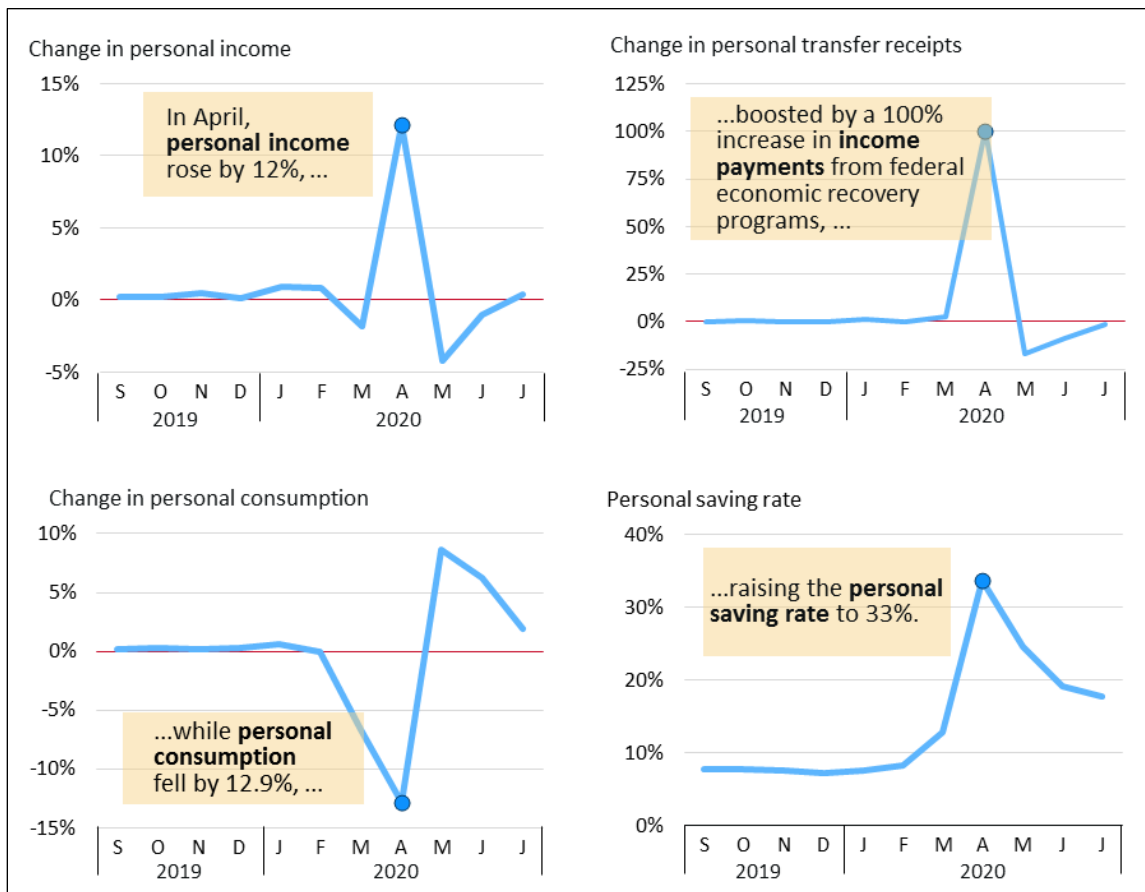 Change in personal income
15%
10%
5%
0%
-5%
In April,
personal income
rose by 12%, ...
S O N D J F M A M J J
2019 2020
Change in personal transfer receipts
125%
100%
75%
50%
25%
0%
-25%
...boosted by a 100%
increase in income
payments from federal
economic recovery
programs, ...
S O N D J F M A M J J
2019 2020
Change in personal consumption
10%
5%
0%
-5%
-10%
-15%
...while personal
consumption
fell by 12.9%, ...
S O N D J F M A M J J
2019 2020
Personal saving rate
40%
30%
20%
10%
0%
...raising the personal
saving rate to 33%.
S O N D J F M A M J J
2019 2020